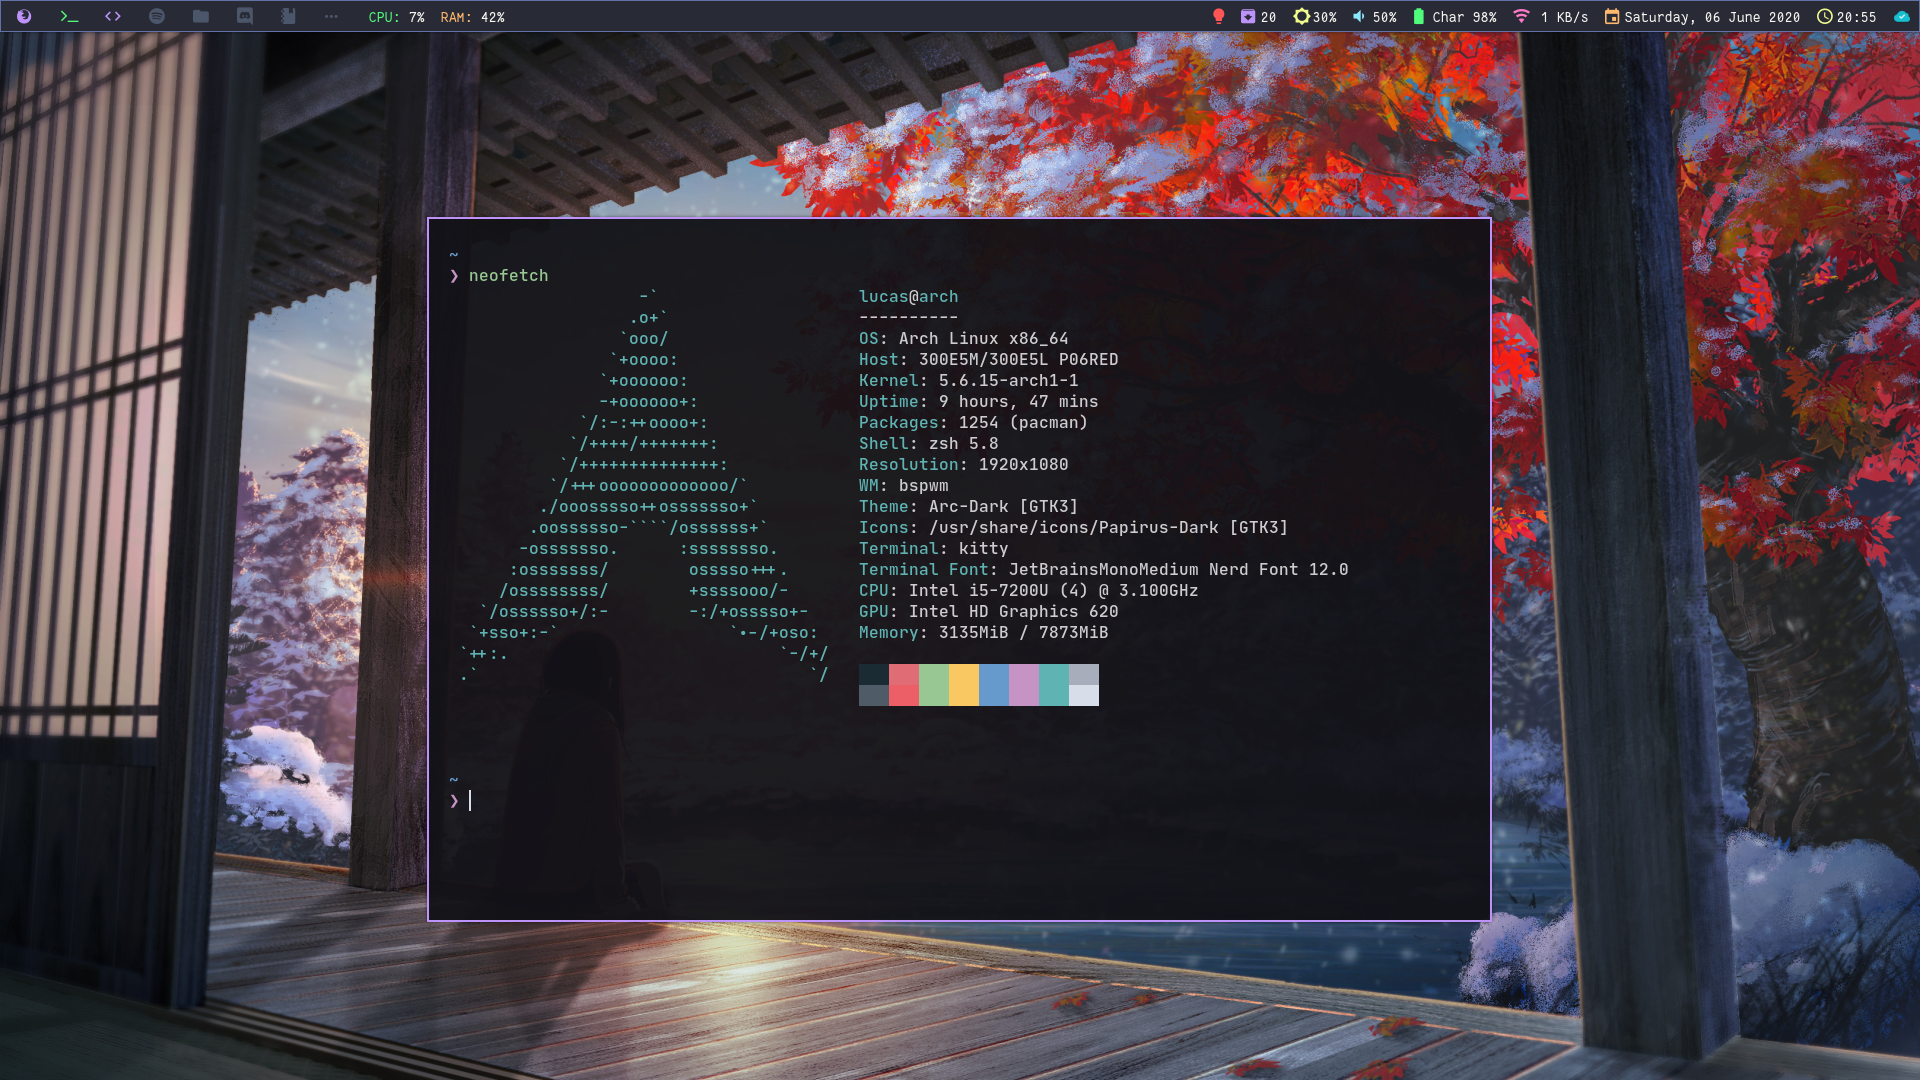 CPU: 7% RAM: 42% 20 30% 50% Char 98% 1 KB/s Saturday, 06 June 2020 20:55
~
❯ neofetch
-`
.o+`
`ooo/
`+oooo:
`+oooooo:
-+oooooo+:
`/:-:++oooo+:
`/++++/+++++++:
`/++++++++++++++:
`/+++ooooooooooooo/`
./ooosssso++osssssso+`
.oossssso-````/ossssss+`
-osssssso. :ssssssso.
:osssssss/ osssso+++.
/ossssssss/ +ssssooo/-
`/ossssso+/:- -:/+osssso+-
`+sso+:-` `.-/+oso:
`++:. `-/+/
.` `/
lucas@arch
----------
OS: Arch Linux x86_64
Host: 300E5M/300E5L P06RED
Kernel: 5.6.15-arch1-1
Uptime: 9 hours, 47 mins
Packages: 1254 (pacman)
Shell: zsh 5.8
Resolution: 1920x1080
WM: bspwm
Theme: Arc-Dark [GTK3]
Icons: /usr/share/icons/Papirus-Dark [GTK3]
Terminal: kitty
Terminal Font: JetBrainsMonoMedium Nerd Font 12.0
CPU: Intel i5-7200U (4) @ 3.100GHz
GPU: Intel HD Graphics 620
Memory: 3135MiB / 7873MiB
~
❯